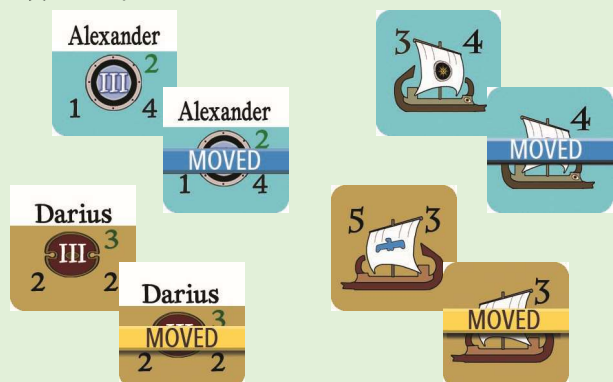 Alexander
III 2
1 4
3 4
Alexander
2
MOVED
1 4
4
MOVED
Darius
III 3
2 2
5 3
Darius
3
MOVED
2 2
3
MOVED